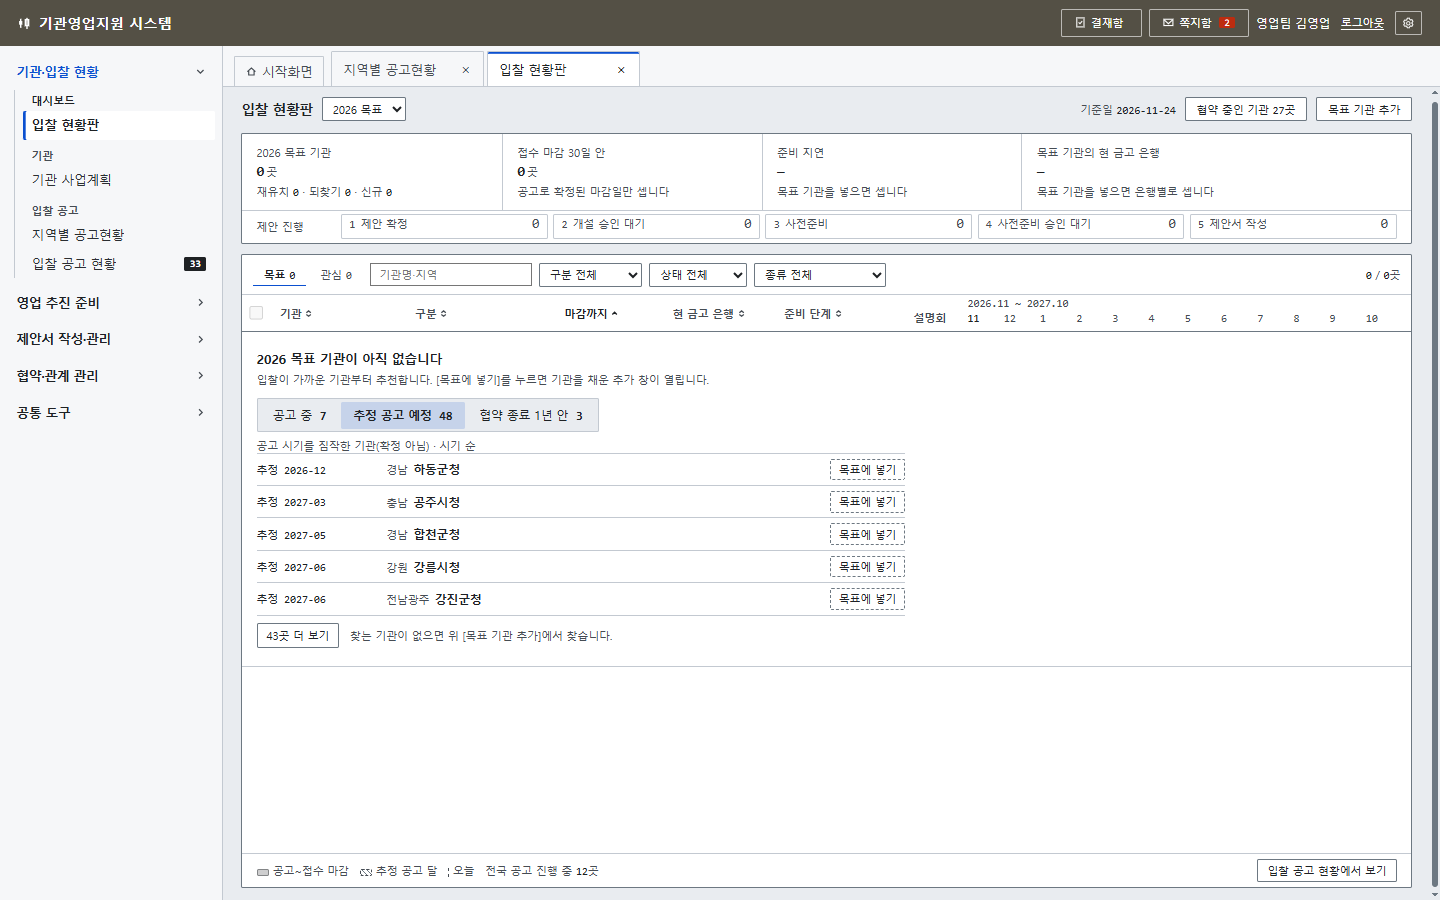 기관영업지원 시스템
결재함
쪽지함 2
영업팀 김영업
로그아웃
기관·입찰 현황
대시보드
입찰 현황판
기관
기관 사업계획
입찰 공고
지역별 공고현황
입찰 공고 현황 33
영업 추진 준비
제안서 작성·관리
협약·관계 관리
공통 도구
시작화면
지역별 공고현황 ×
입찰 현황판 ×
입찰 현황판 2026 목표
기준일 2026-11-24
협약 중인 기관 27곳
목표 기관 추가
2026 목표 기관
0곳
재유치 0 · 되찾기 0 · 신규 0
접수 마감 30일 안
0곳
공고로 확정된 마감일만 셉니다
준비 지연
—
목표 기관을 넣으면 셉니다
목표 기관의 현 금고 은행
—
목표 기관을 넣으면 은행별로 셉니다
제안 진행
1 제안 확정 0
2 개설 승인 대기 0
3 사전준비 0
4 사전준비 승인 대기 0
5 제안서 작성 0
목표 0
관심 0
기관명·지역
구분 전체
상태 전체
종류 전체
0 / 0곳
기관
구분
마감까지
현 금고 은행
준비 단계
설명회
2026.11 ~ 2027.10
11 12 1 2 3 4 5 6 7 8 9 10
2026 목표 기관이 아직 없습니다
입찰이 가까운 기관부터 추천합니다. [목표에 넣기]를 누르면 기관을 채운 추가 창이 열립니다.
공고 중 7
추정 공고 예정 48
협약 종료 1년 안 3
공고 시기를 짐작한 기관(확정 아님) · 시기 순
추정 2026-12 경남 하동군청 목표에 넣기
추정 2027-03 충남 공주시청 목표에 넣기
추정 2027-05 경남 합천군청 목표에 넣기
추정 2027-06 강원 강릉시청 목표에 넣기
추정 2027-06 전남광주 강진군청 목표에 넣기
43곳 더 보기
찾는 기관이 없으면 위 [목표 기관 추가]에서 찾습니다.
공고~접수 마감
추정 공고 달
오늘
전국 공고 진행 중 12곳
입찰 공고 현황에서 보기